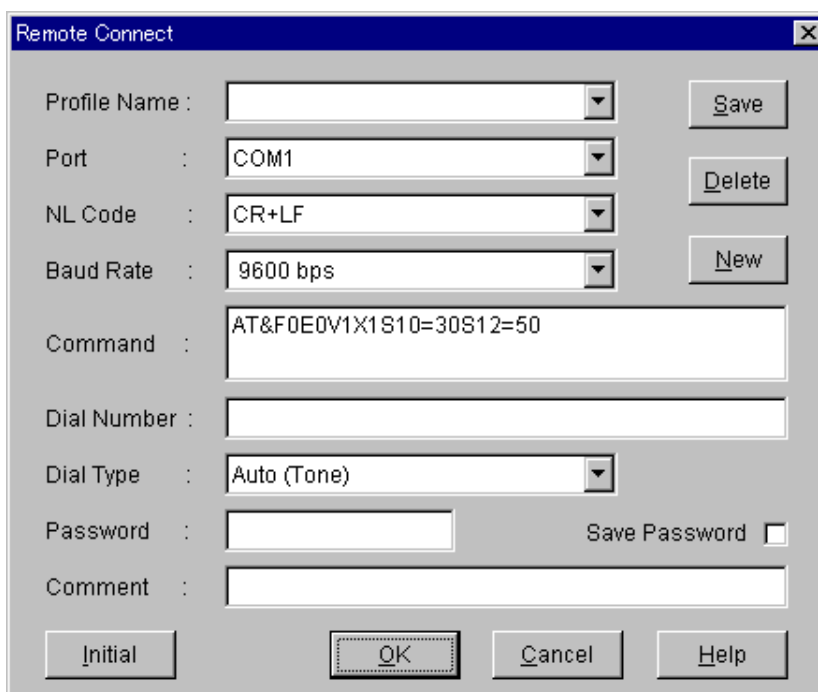 Remote Connect
Profile Name :
Save
Port : COM1
Delete
NL Code : CR+LF
New
Baud Rate : 9600 bps
Command : AT&F0E0V1X1S10=30S12=50
Dial Number :
Dial Type : Auto (Tone)
Password : Save Password
Comment :
Initial OK Cancel Help